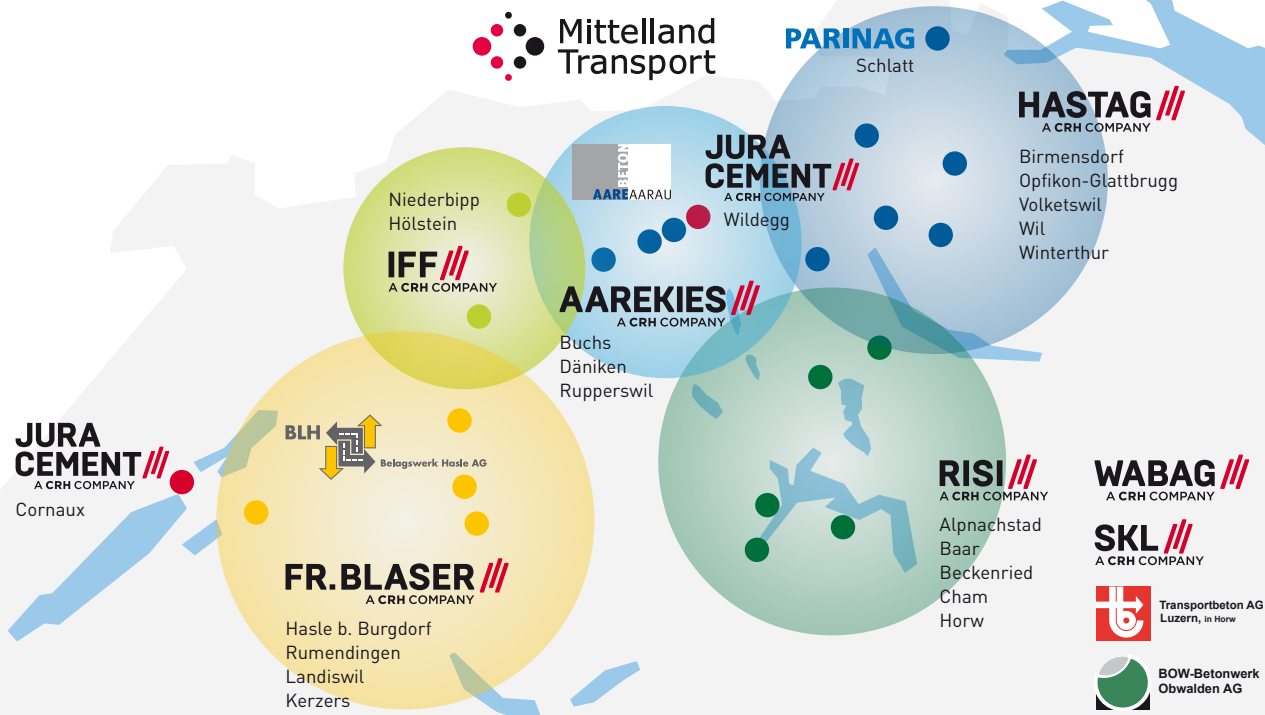 Mittelland
Transport
PARINAG
Schlatt
HASTAG
A CRH COMPANY
Birmensdorf
Opfikon-Glattbrugg
Volketswil
Wil
Winterthur
BETON
AAREAARAU
JURA
CEMENT
A CRH COMPANY
Wildegg
Niederbipp
Hölstein
IFF
A CRH COMPANY
AAREKIES
A CRH COMPANY
Buchs
Däniken
Rupperswil
JURA
CEMENT
A CRH COMPANY
Cornaux
BLH
Belagswerk Hasle AG
FR.BLASER
A CRH COMPANY
Hasle b. Burgdorf
Rumendingen
Landiswil
Kerzers
RISI
A CRH COMPANY
Alpnachstad
Baar
Beckenried
Cham
Horw
WABAG
A CRH COMPANY
SKL
A CRH COMPANY
tb
Transportbeton AG
Luzern, in Horw
BOW-Betonwerk
Obwalden AG